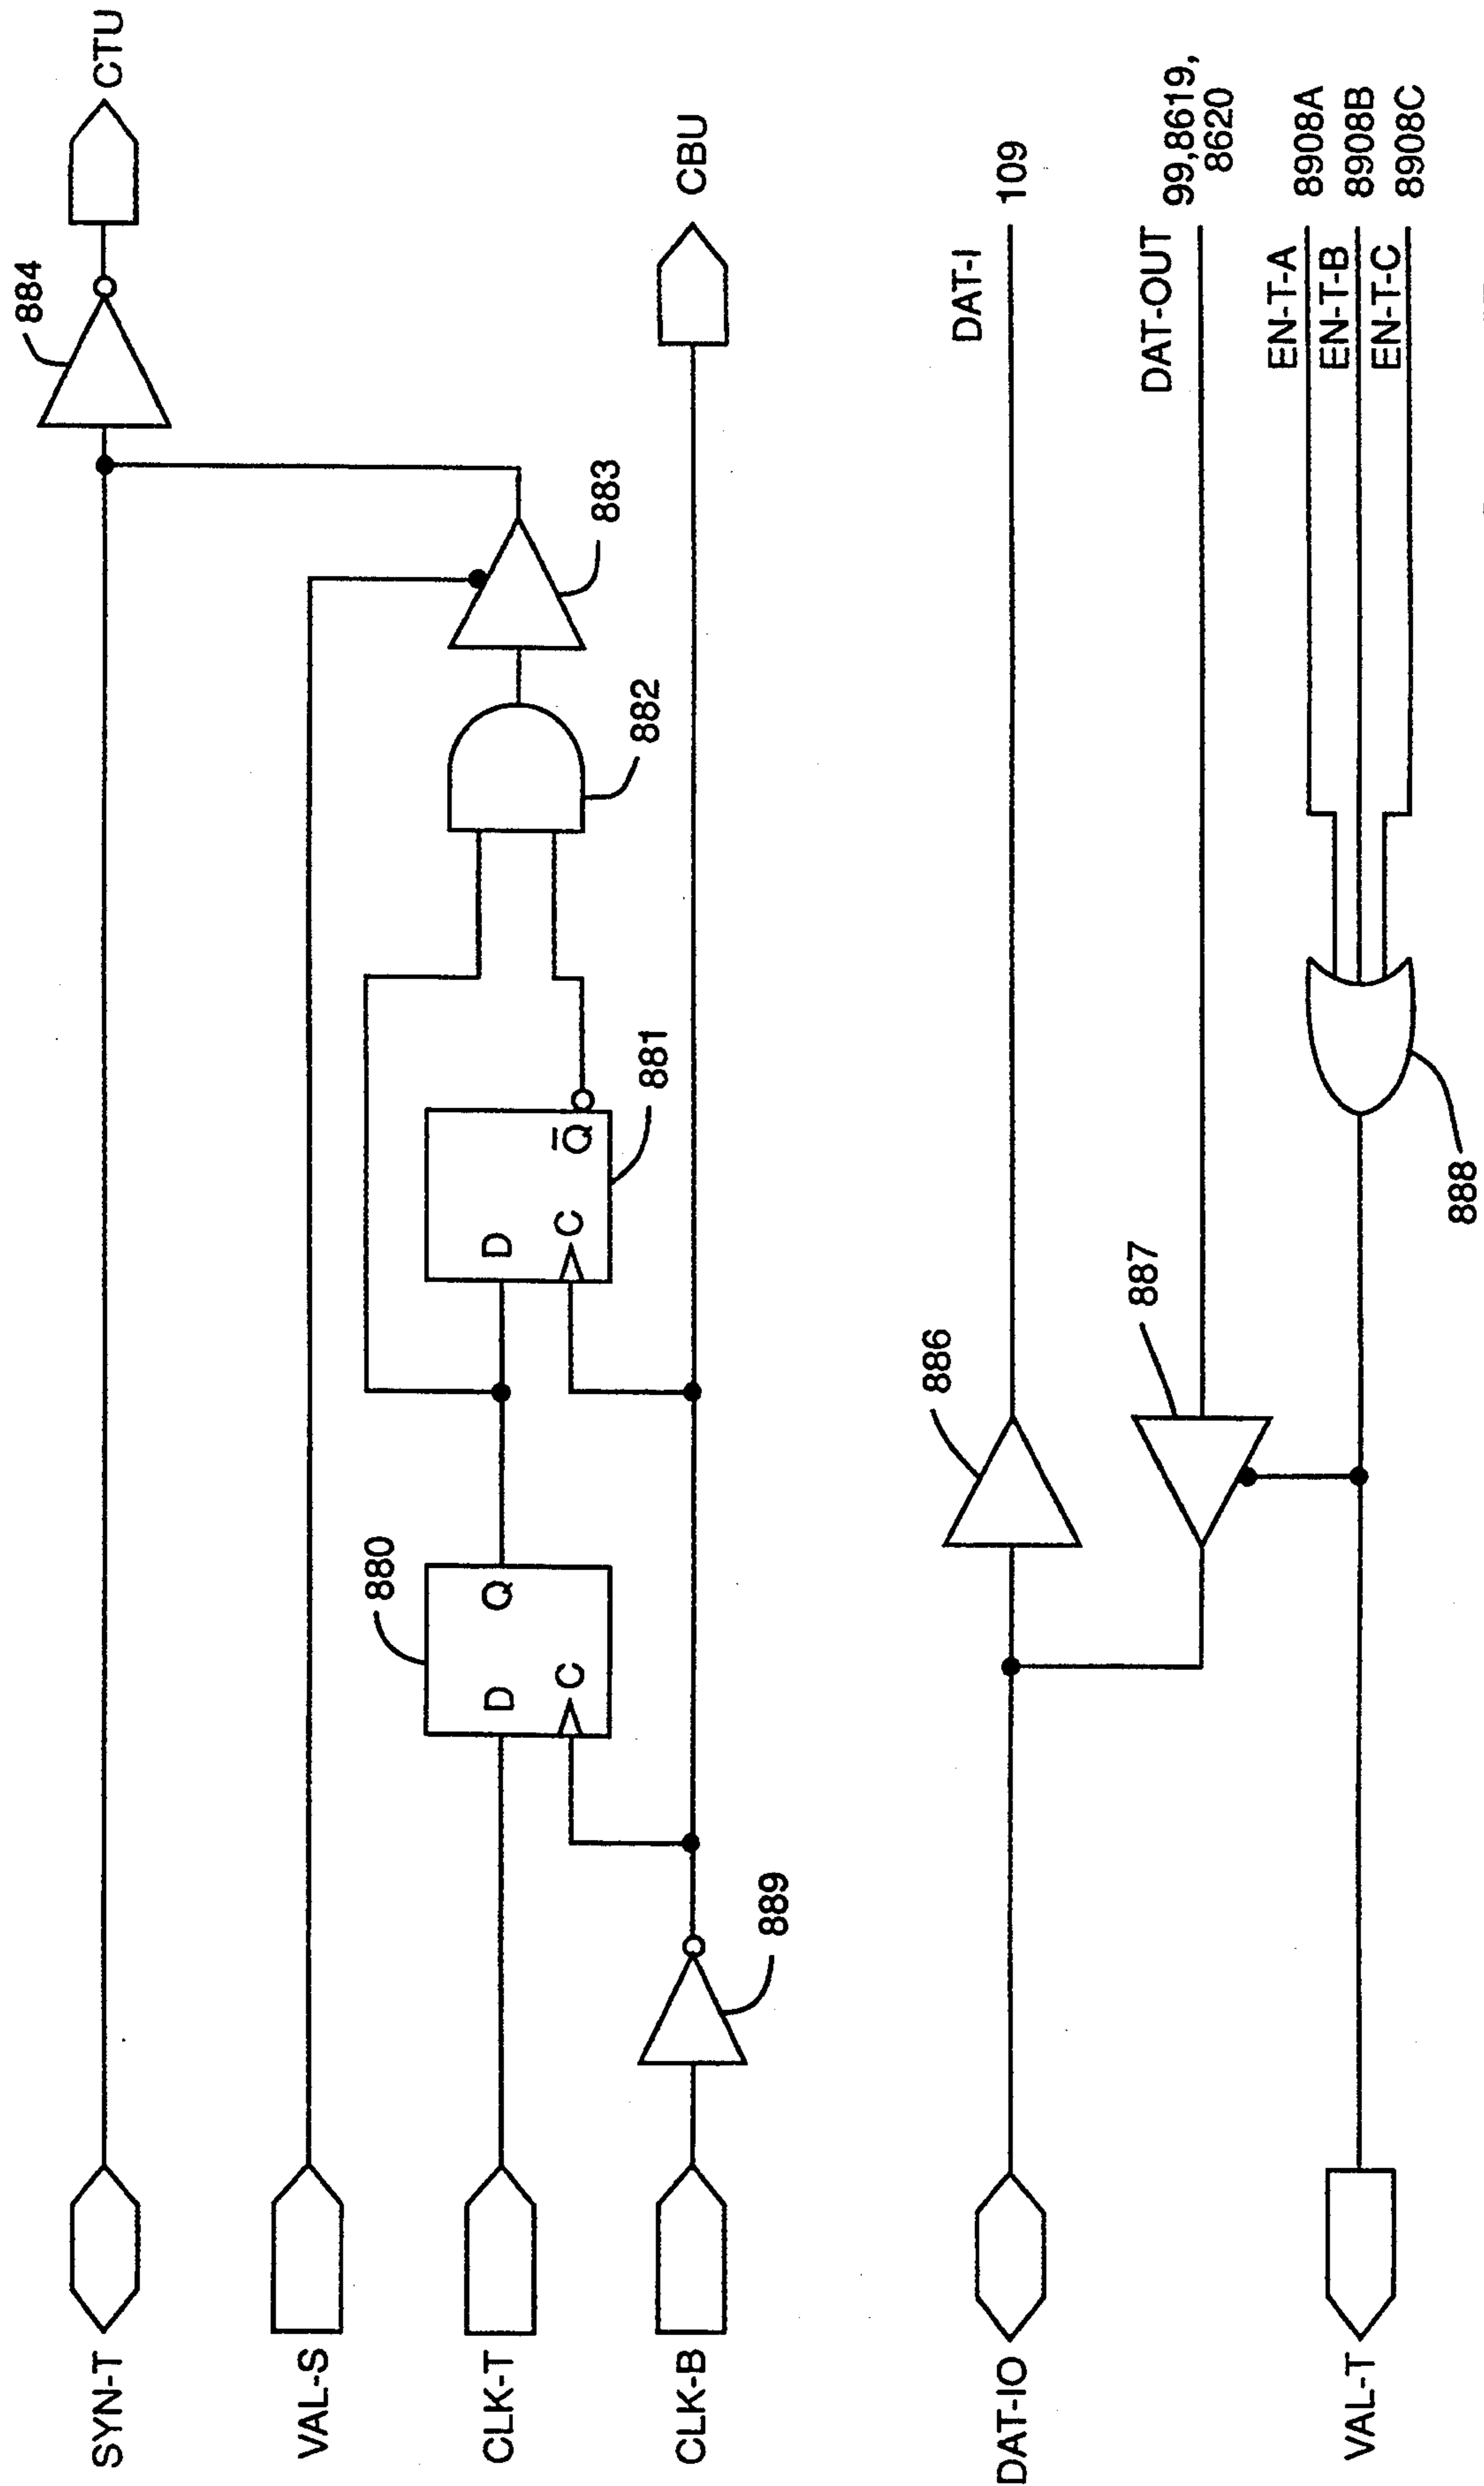 SYN-T
884
CTU
VAL-S
883
CLK-T
880
D
Q
C
D
Q̅
C
881
882
CLK-B
889
CBU
DAT-IO
886
DAT-I
109
887
DAT-OUT
99,8619,
8620
VAL-T
888
EN-T-A
8908A
EN-T-B
8908B
EN-T-C
8908C